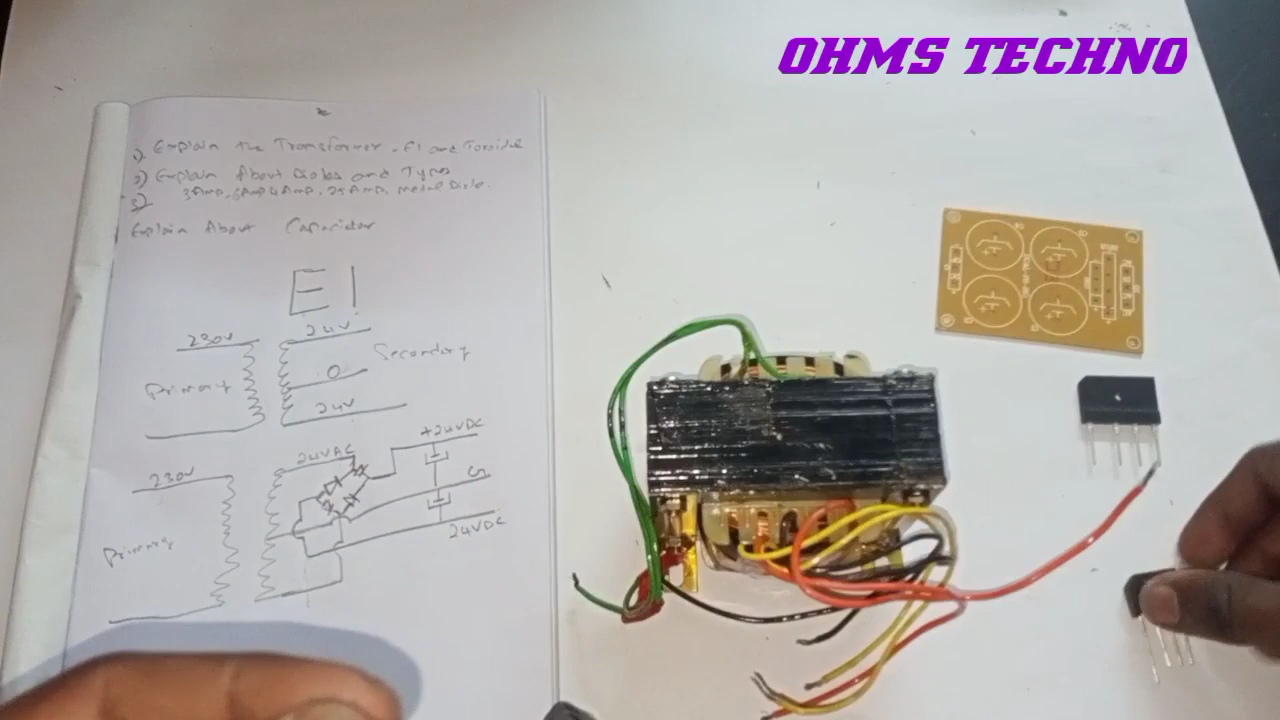 OHMS TECHNO
1). Explain the Transformer - EI and Toroidal
2) Explain About Diodes and Types
3) 3Amp, 6Amp, 4Amp, 25Amp, Metal Diode.
Explain About Capacitor
EI
230V 24V
Primary 0 Secondary
24V
230V 24VAC +24VDC
Primary
24VDC